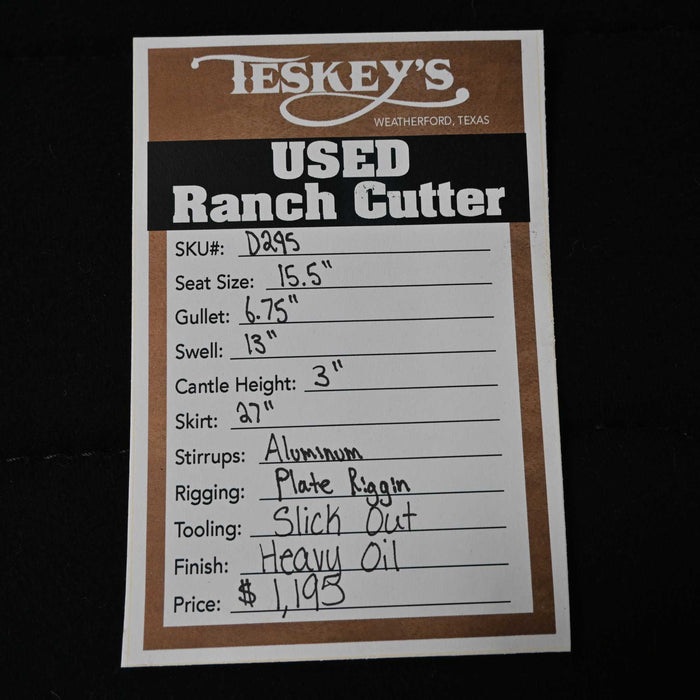 TESKEY'S
WEATHERFORD, TEXAS
USED
Ranch Cutter
SKU#: D295
Seat Size: 15.5"
Gullet: 6.75"
Swell: 13"
Cantle Height: 3"
Skirt: 27"
Stirrups: Aluminum
Rigging: Plate Riggin
Tooling: Slick Out
Finish: Heavy Oil
Price: $ 1,195